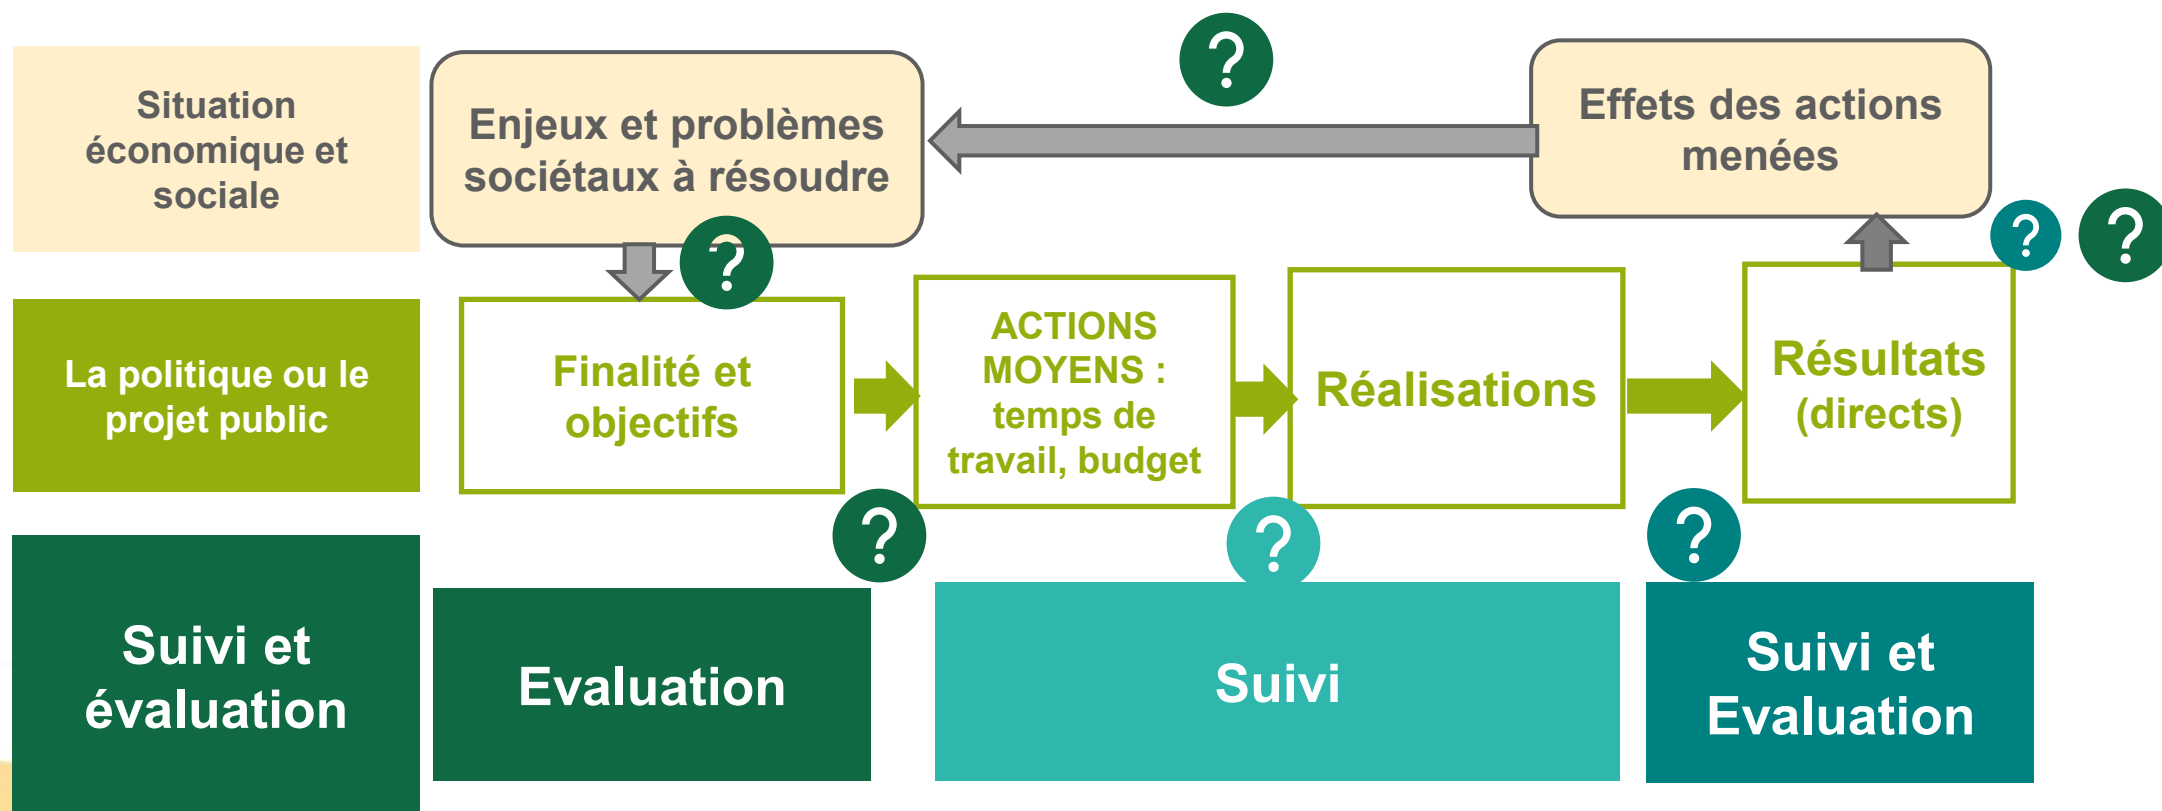 Situation
économique et
sociale
Enjeux et problèmes
sociétaux à résoudre
?
Effets des actions
menées
?
?
?
La politique ou le
projet public
Finalité et
objectifs
ACTIONS
MOYENS :
temps de
travail, budget
Réalisations
Résultats
(directs)
?
?
?
Suivi et
évaluation
Evaluation
Suivi
Suivi et
Evaluation